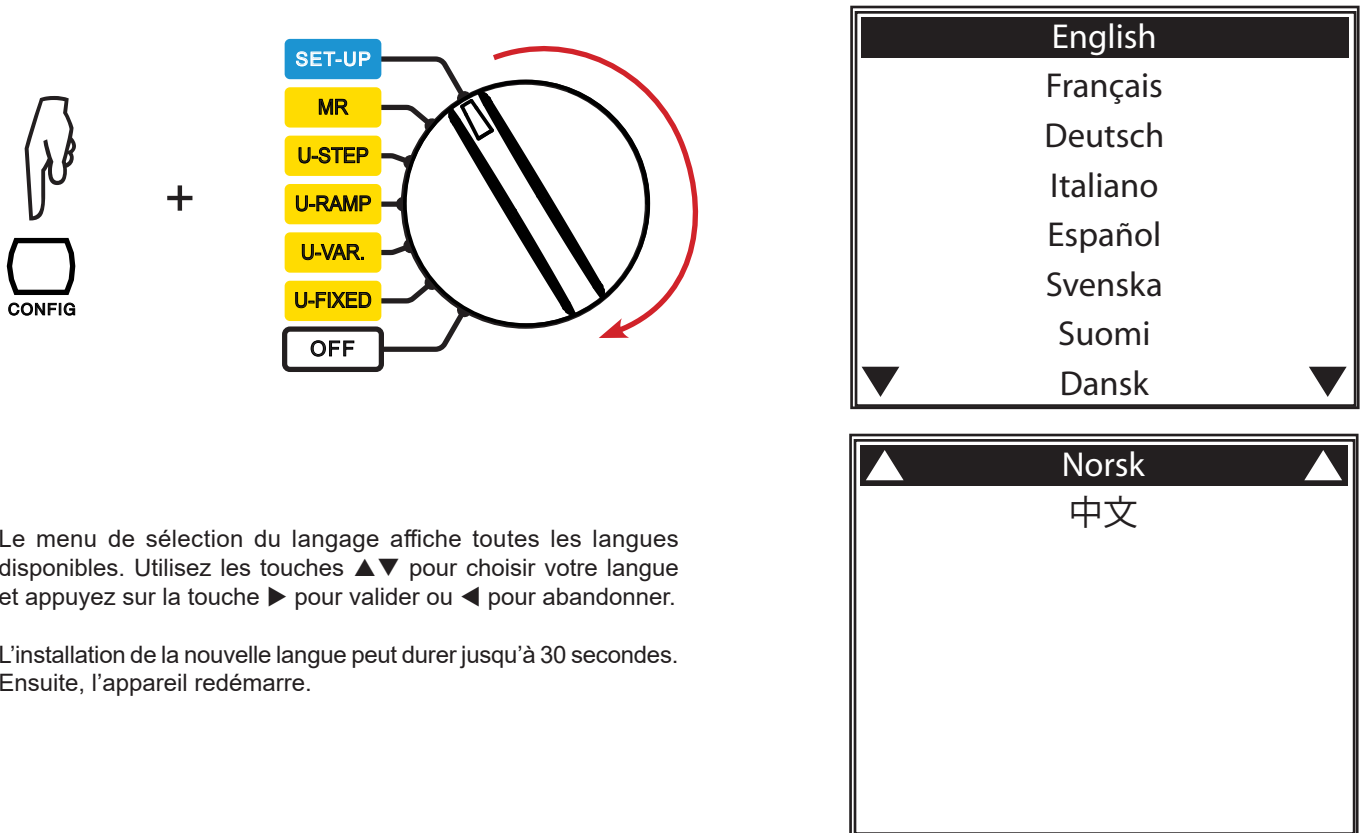 SET-UP
MR
U-STEP
U-RAMP
U-VAR.
U-FIXED
OFF
+
CONFIG
English
Français
Deutsch
Italiano
Español
Svenska
Suomi
▼ Dansk ▼
▲ Norsk ▲
中文
Le menu de sélection du langage affiche toutes les langues
disponibles. Utilisez les touches ▲▼ pour choisir votre langue
et appuyez sur la touche ► pour valider ou ◄ pour abandonner.
L’installation de la nouvelle langue peut durer jusqu’à 30 secondes.
Ensuite, l’appareil redémarre.